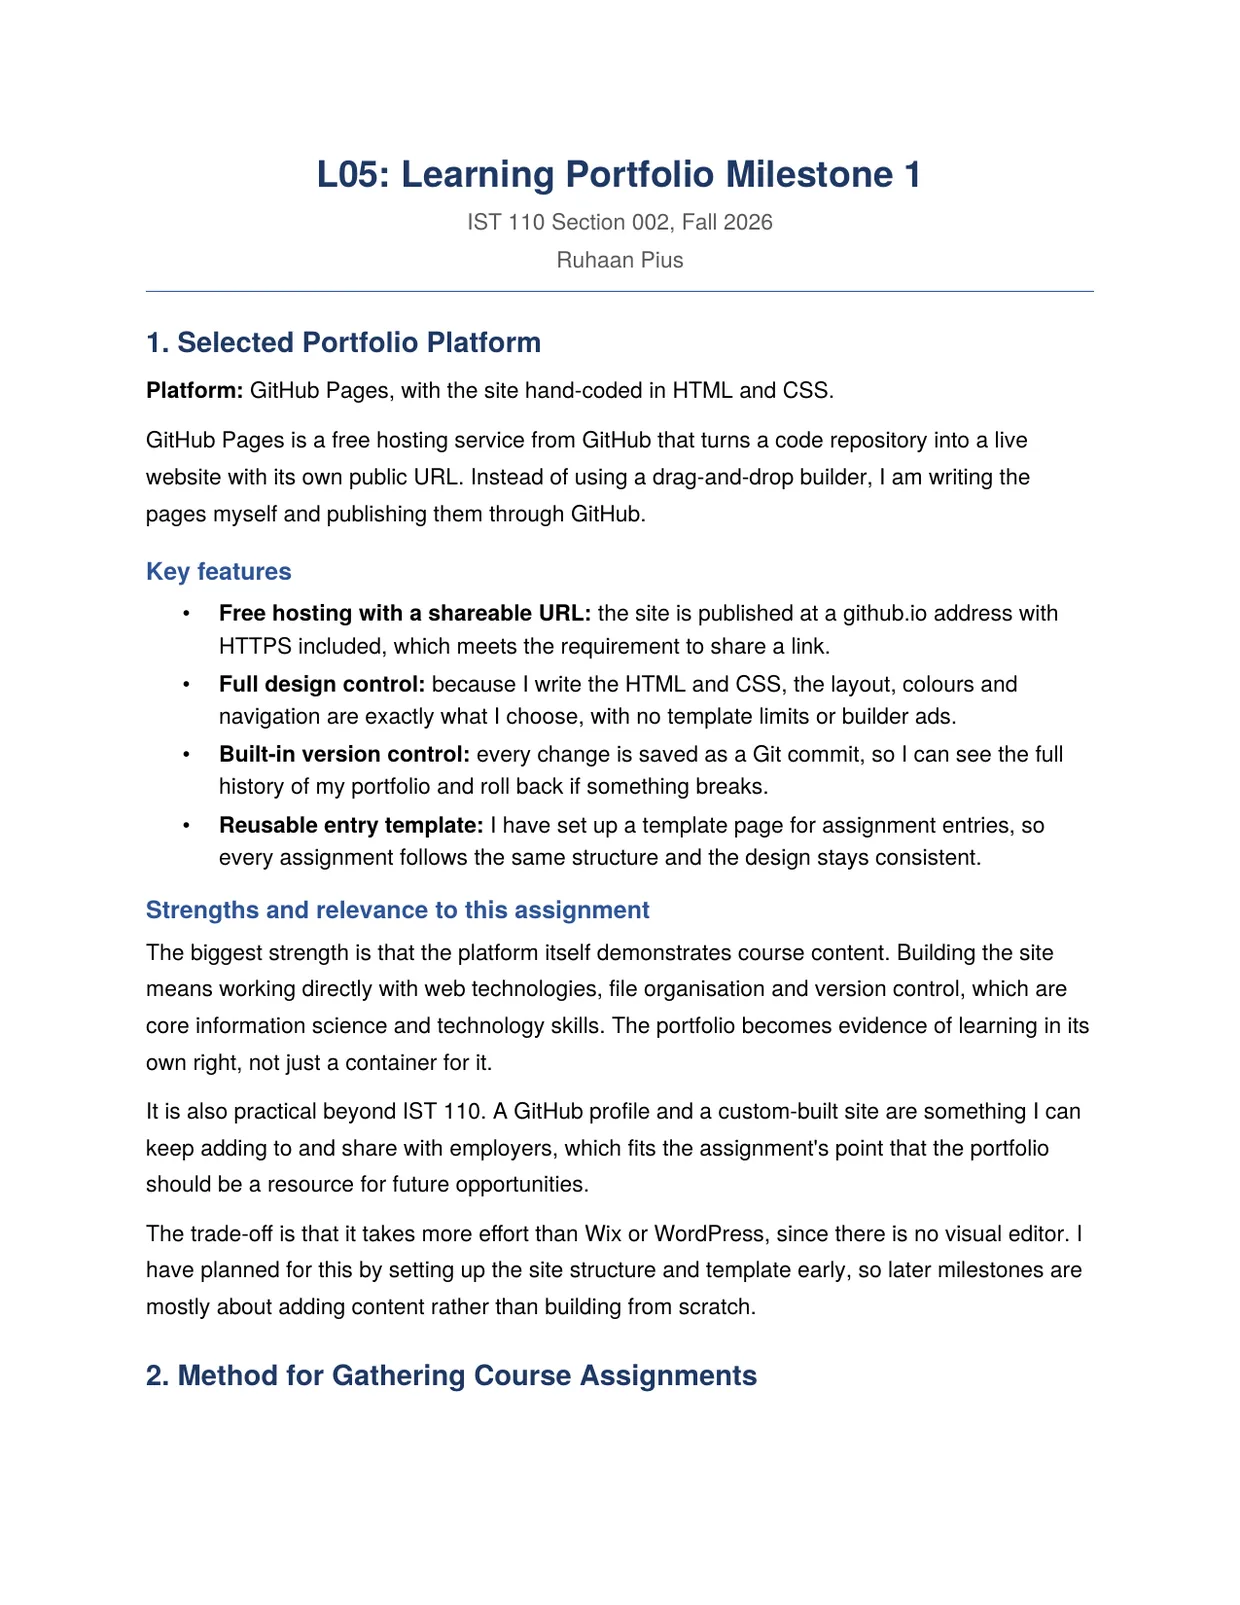 L05: Learning Portfolio Milestone 1
IST 110 Section 002, Fall 2026
Ruhaan Pius
1. Selected Portfolio Platform
Platform: GitHub Pages, with the site hand-coded in HTML and CSS.
GitHub Pages is a free hosting service from GitHub that turns a code repository into a live
website with its own public URL. Instead of using a drag-and-drop builder, I am writing the
pages myself and publishing them through GitHub.
Key features
• Free hosting with a shareable URL: the site is published at a github.io address with
HTTPS included, which meets the requirement to share a link.
• Full design control: because I write the HTML and CSS, the layout, colours and
navigation are exactly what I choose, with no template limits or builder ads.
• Built-in version control: every change is saved as a Git commit, so I can see the full
history of my portfolio and roll back if something breaks.
• Reusable entry template: I have set up a template page for assignment entries, so
every assignment follows the same structure and the design stays consistent.
Strengths and relevance to this assignment
The biggest strength is that the platform itself demonstrates course content. Building the site
means working directly with web technologies, file organisation and version control, which are
core information science and technology skills. The portfolio becomes evidence of learning in its
own right, not just a container for it.
It is also practical beyond IST 110. A GitHub profile and a custom-built site are something I can
keep adding to and share with employers, which fits the assignment's point that the portfolio
should be a resource for future opportunities.
The trade-off is that it takes more effort than Wix or WordPress, since there is no visual editor. I
have planned for this by setting up the site structure and template early, so later milestones are
mostly about adding content rather than building from scratch.
2. Method for Gathering Course Assignments